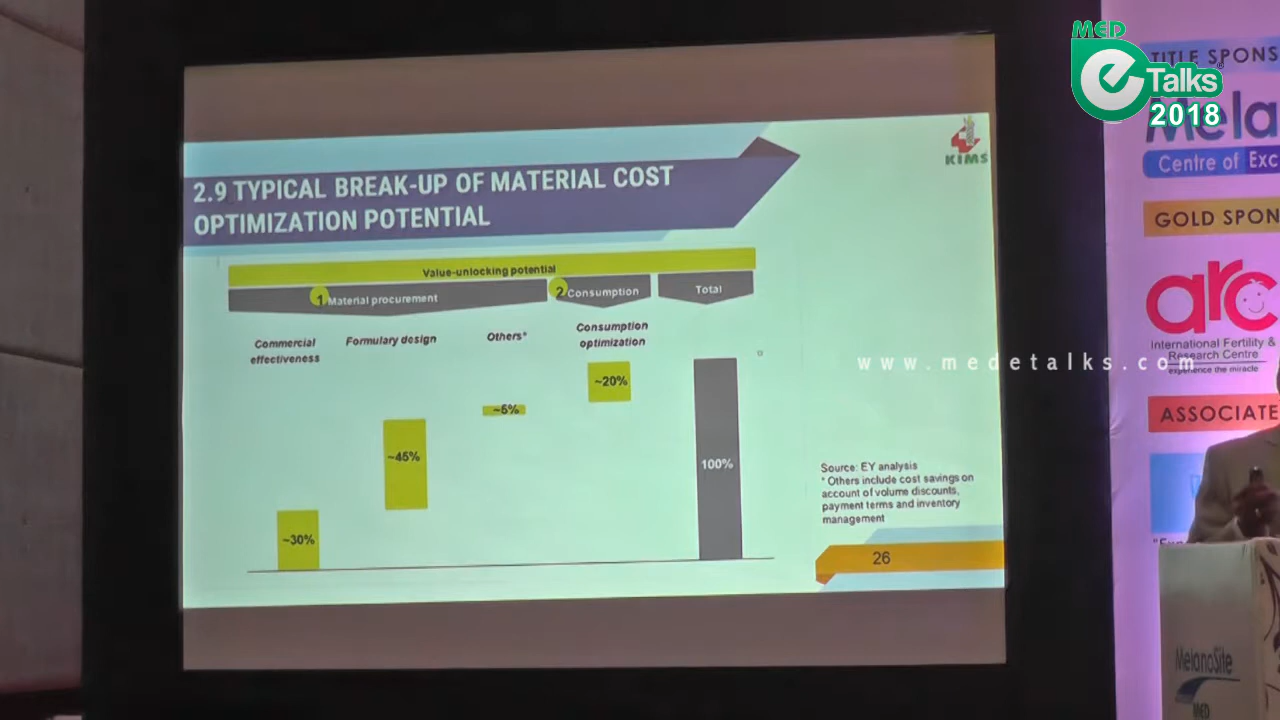 MED
e Talks
2018
TITLE SPONS
Mela
Centre of Exc
GOLD SPON
arc
International Fertility &
Research Centre
experience the miracle
ASSOCIATE
KIMS
2.9 TYPICAL BREAK-UP OF MATERIAL COST
OPTIMIZATION POTENTIAL
Value-unlocking potential
1 Material procurement
2 Consumption
Total
Commercial
effectiveness
Formulary design
Others*
Consumption
optimization
~30%
~45%
~5%
~20%
100%
www.medetalks.com
Source: EY analysis
* Others include cost savings on
account of volume discounts,
payment terms and inventory
management
26
MelanoSite
MED